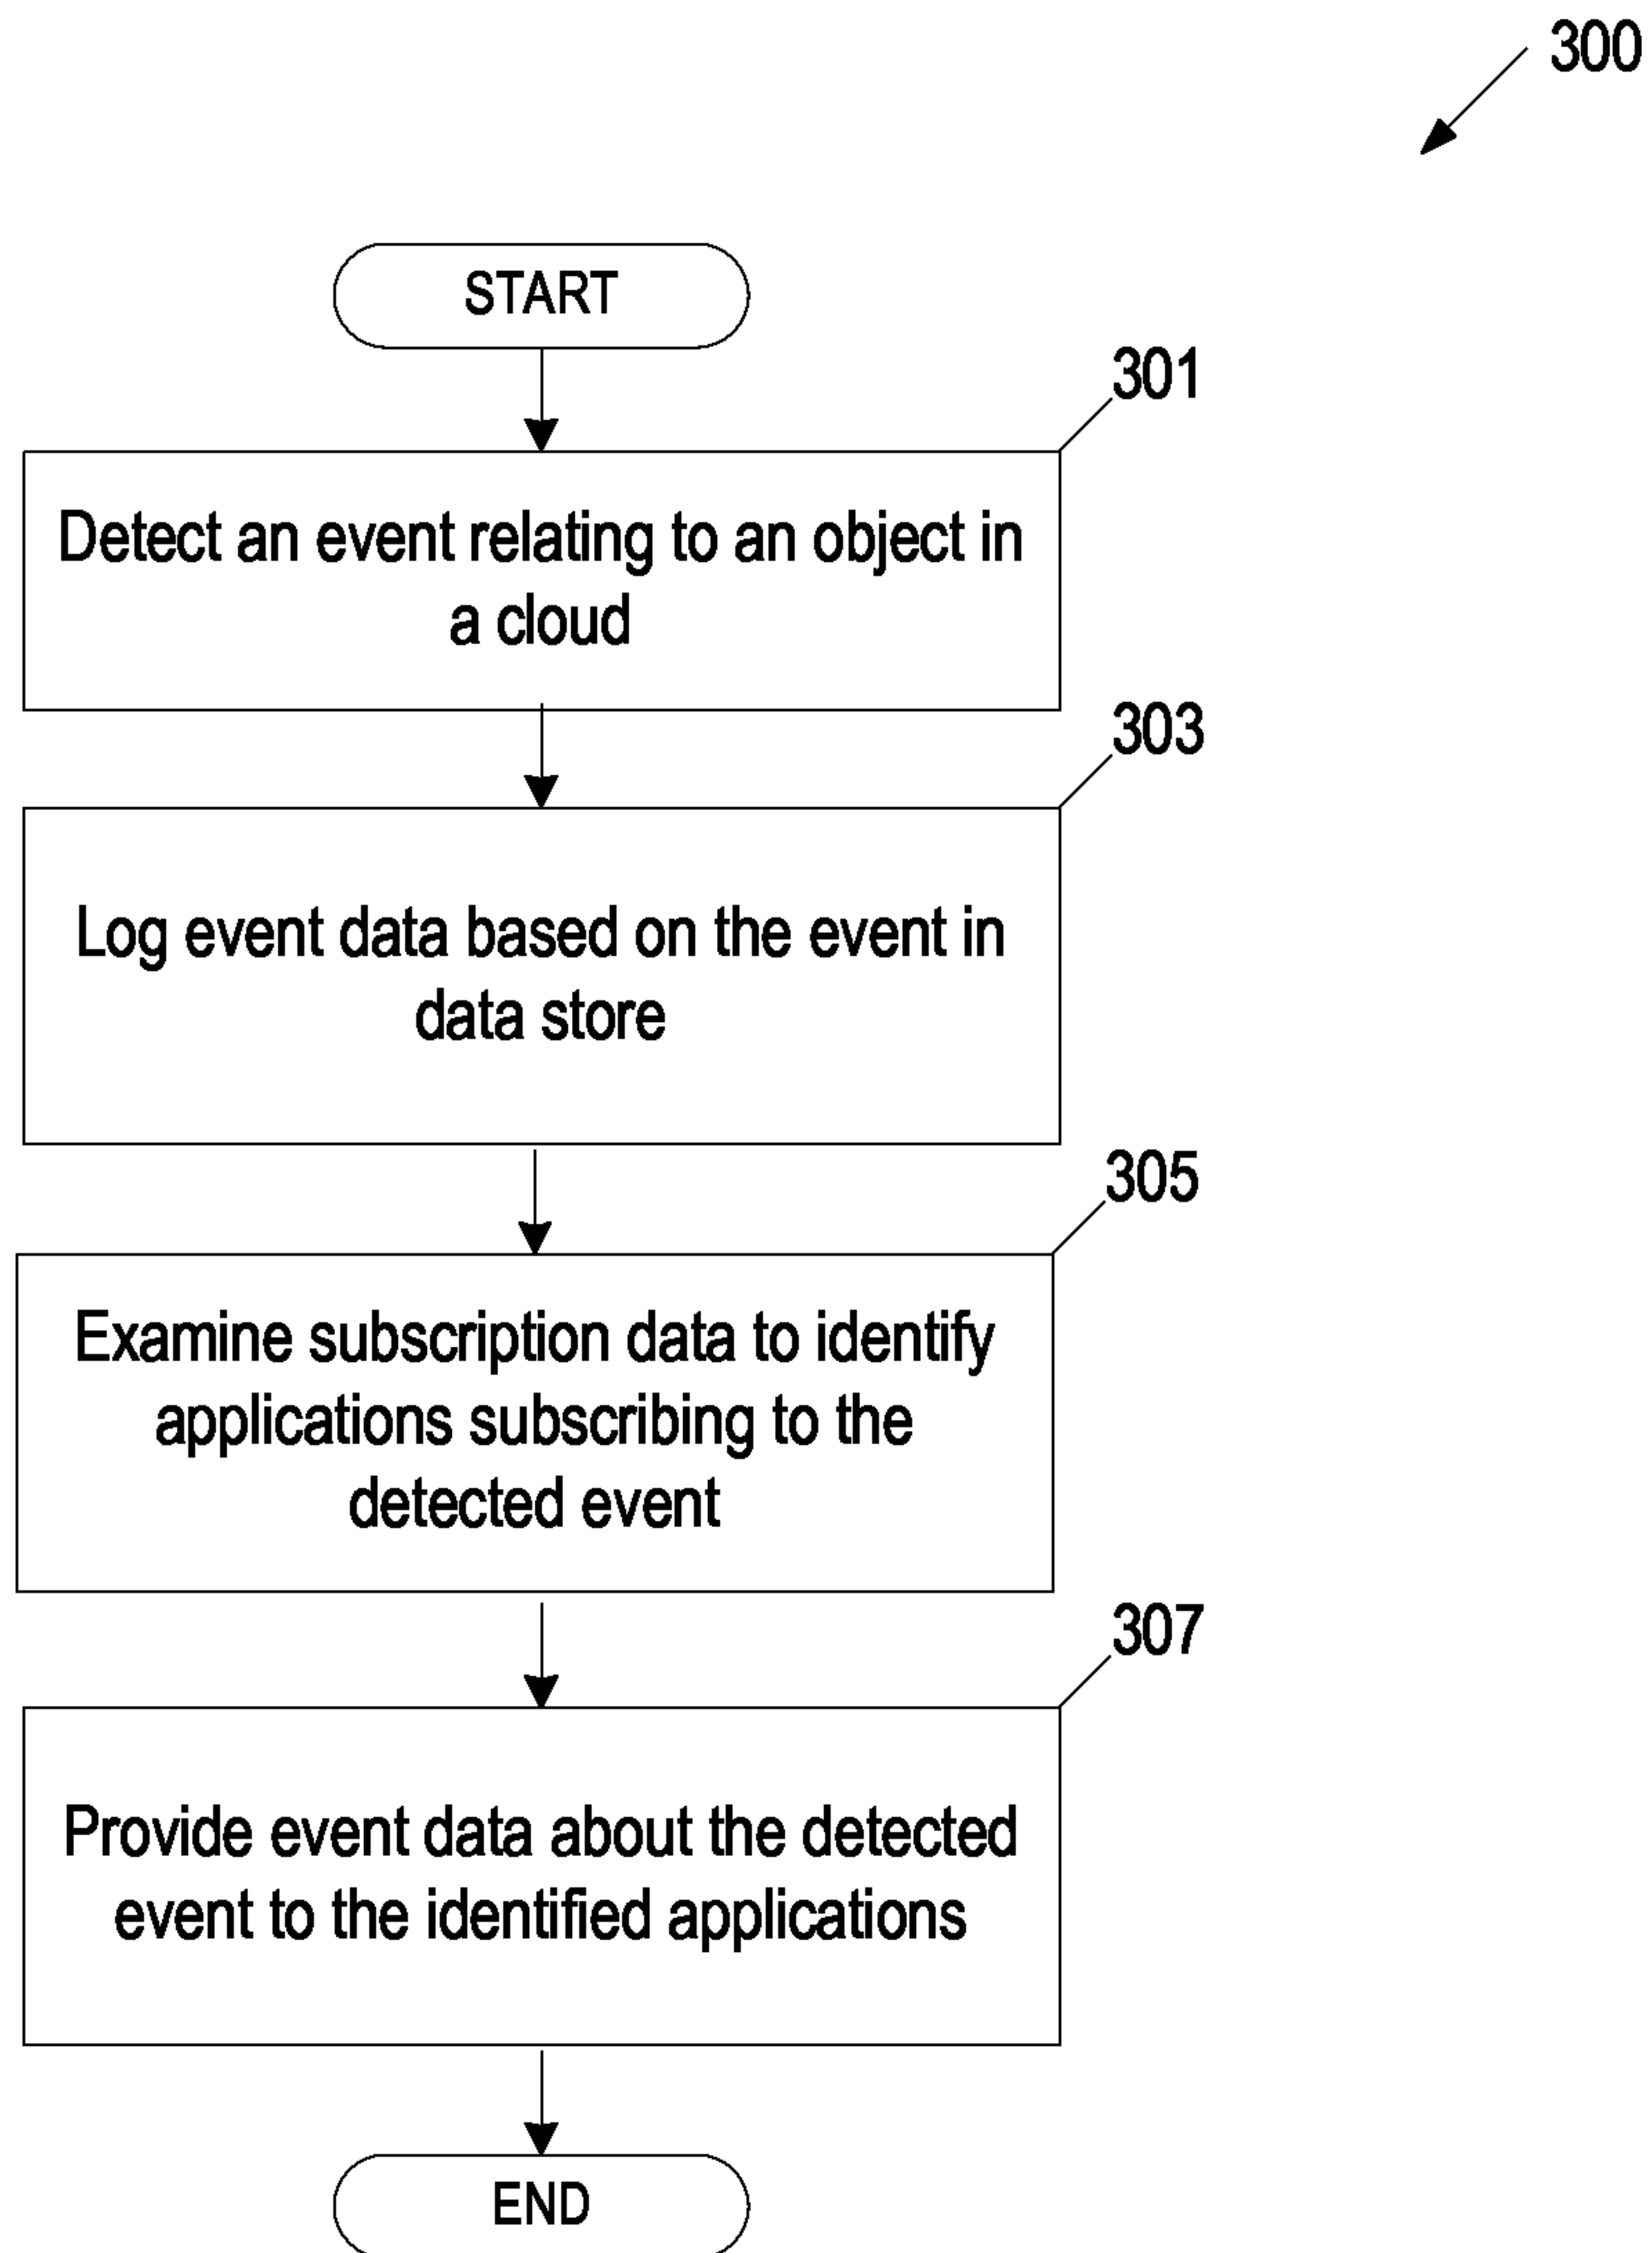 300
START
301
Detect an event relating to an object in
a cloud
303
Log event data based on the event in
data store
305
Examine subscription data to identify
applications subscribing to the
detected event
307
Provide event data about the detected
event to the identified applications
END